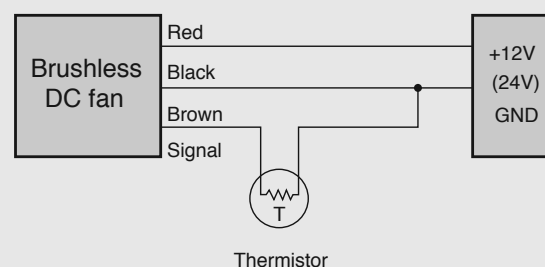 Brushless
DC fan
Red
Black
Brown
Signal
+12V
(24V)
GND
T
Thermistor